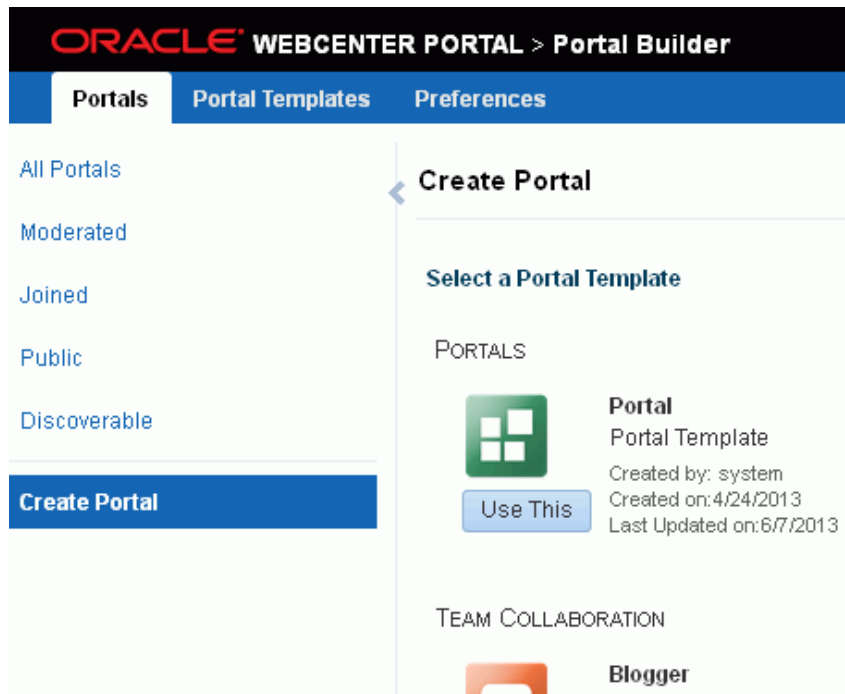 ORACLE WEBCENTER PORTAL > Portal Builder
Portals Portal Templates Preferences
All Portals
Moderated
Joined
Public
Discoverable
Create Portal
Create Portal
Select a Portal Template
PORTALS
Portal
Portal Template
Created by: system
Created on:4/24/2013
Last Updated on:6/7/2013
Use This
TEAM COLLABORATION
Blogger